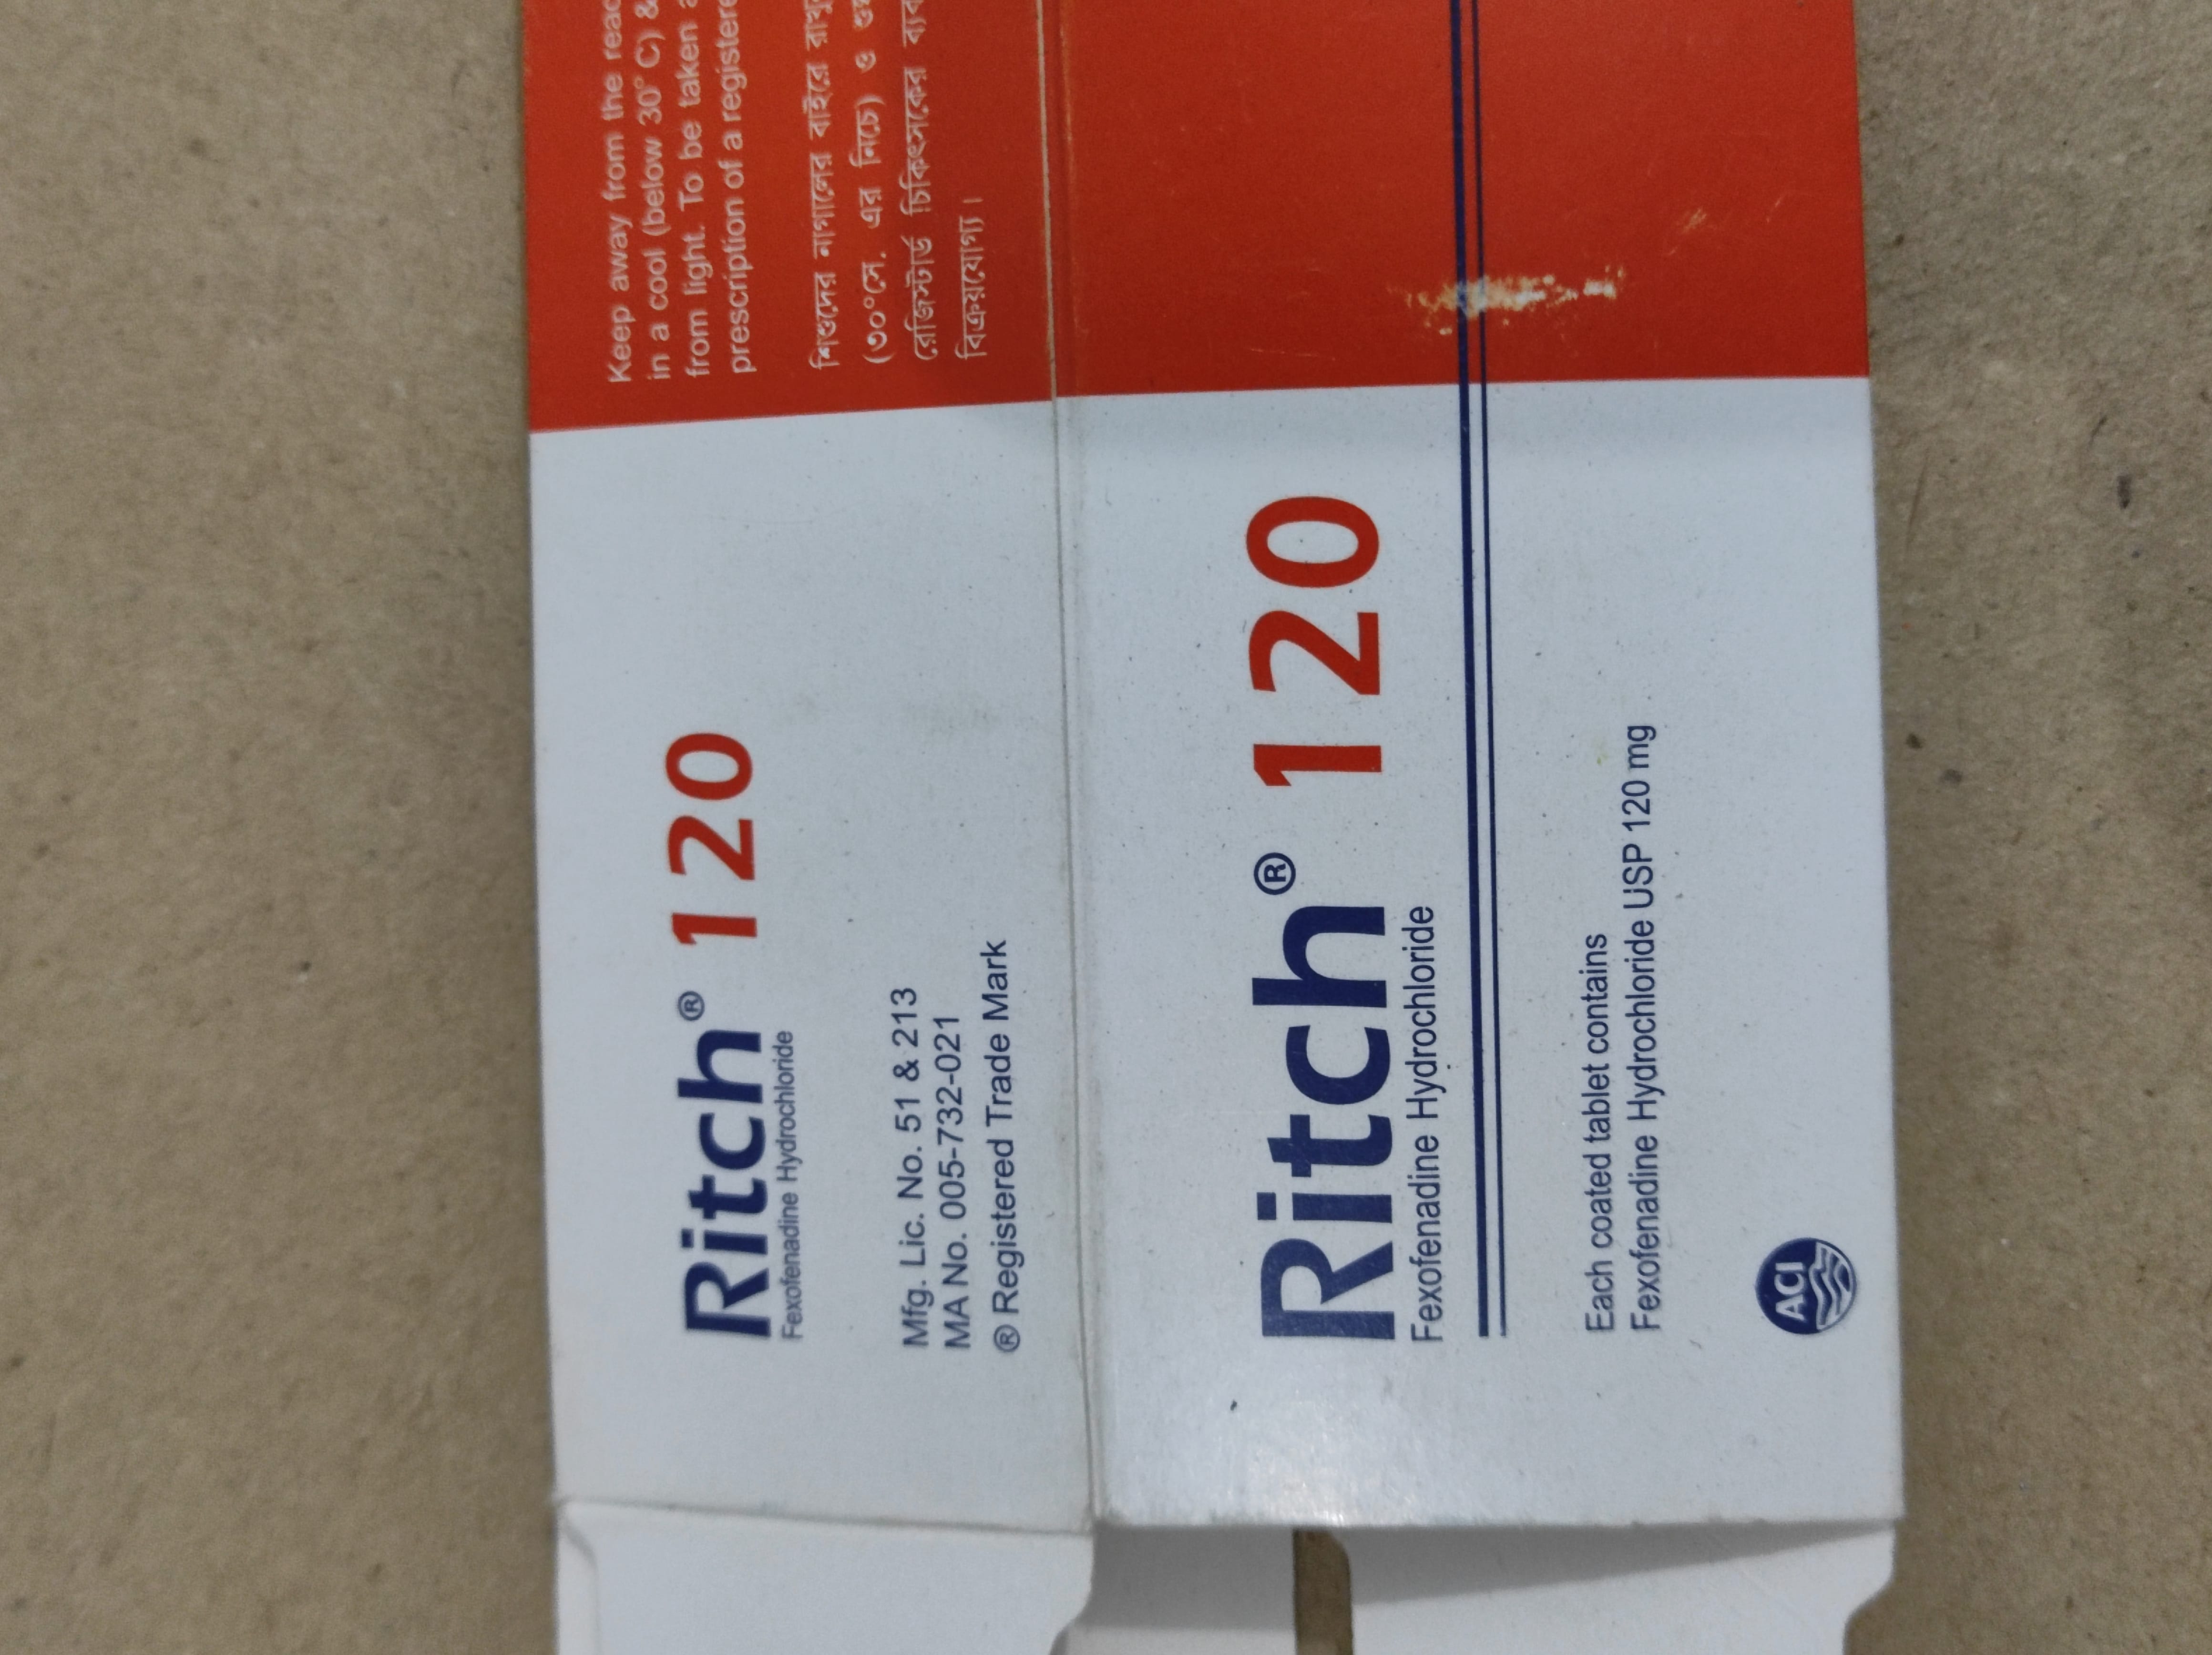 Ritch® 120
Fexofenadine Hydrochloride
Mfg. Lic. No. 51 & 213
MA No. 005-732-021
® Registered Trade Mark
Keep away from the
in a cool (below 30° C) &
from light. To be taken
prescription of a
শিশুদের নাগালের বাইরে
(৩০°সে. এর নিচে) ও
রেজিস্টার্ড চিকিৎসকের
বিক্রয়যোগ্য।
Ritch® 120
Fexofenadine Hydrochloride
Each coated tablet contains
Fexofenadine Hydrochloride USP 120 mg
ACI